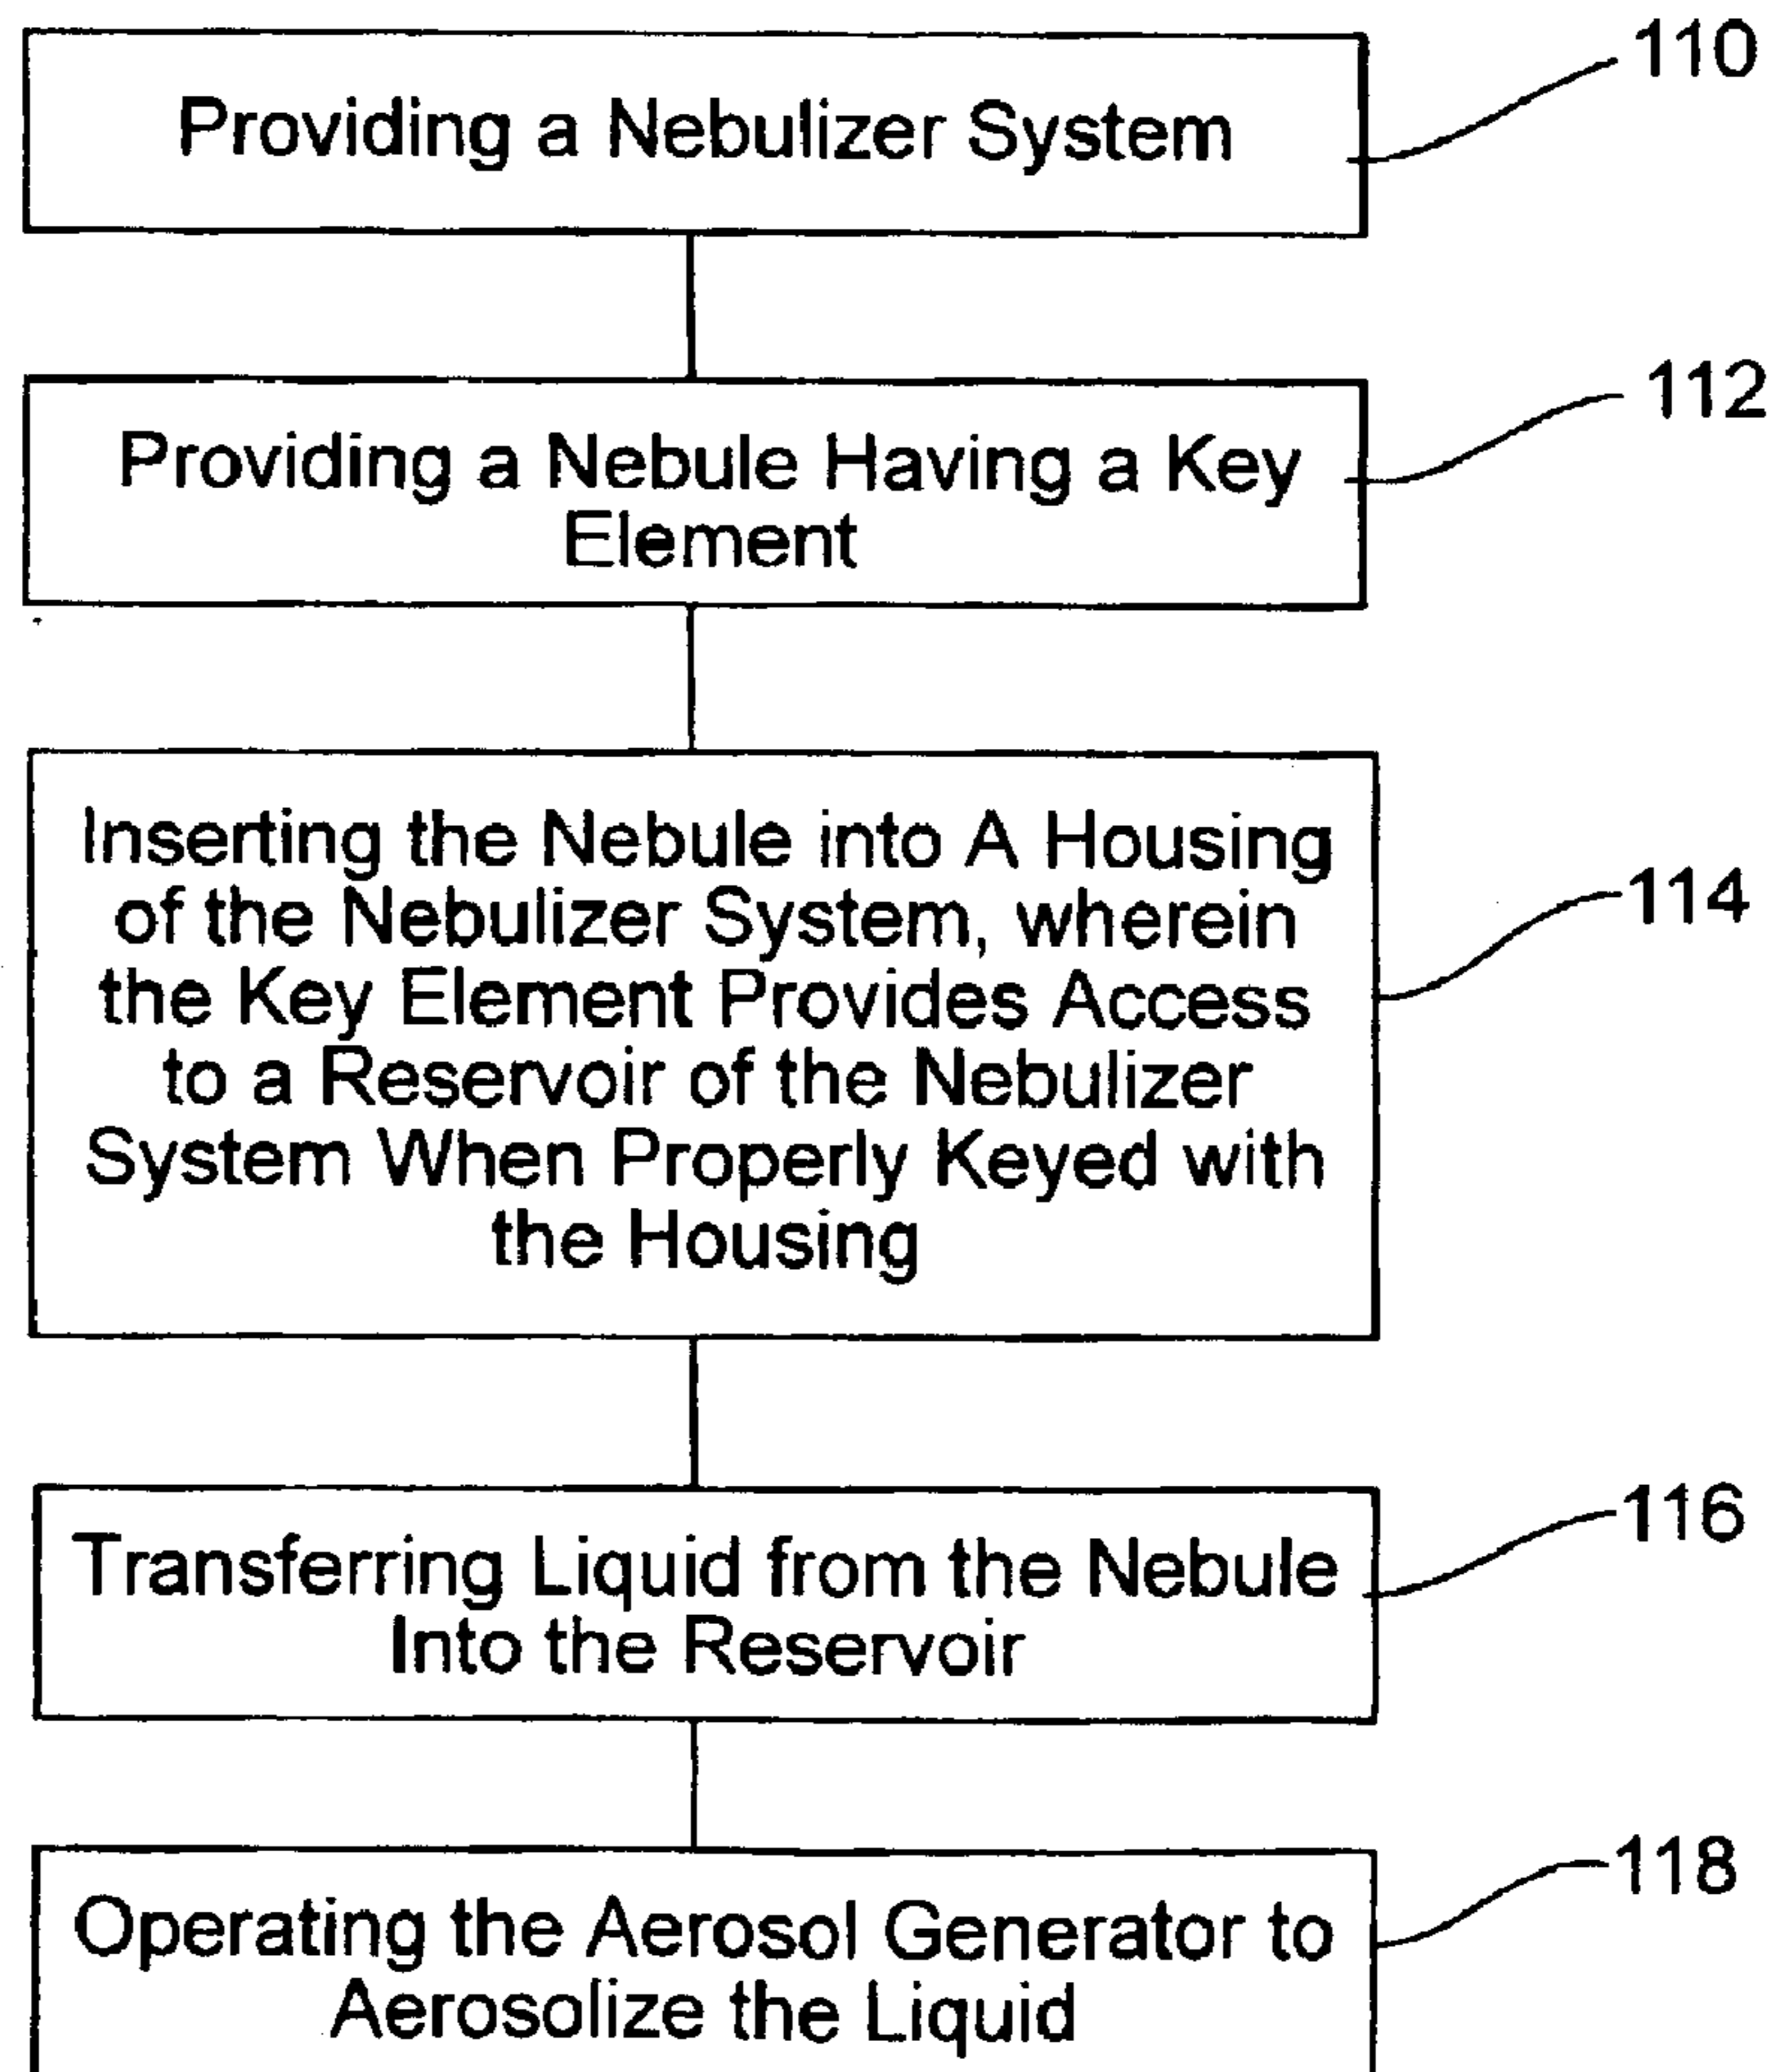 110
Providing a Nebulizer System
112
Providing a Nebule Having a Key
Element
Inserting the Nebule into A Housing
of the Nebulizer System, wherein
114
the Key Element Provides Access
to a Reservoir of the Nebulizer
System When Properly Keyed with
the Housing
116
Transferring Liquid from the Nebule
Into the Reservoir
118
Operating the Aerosol Generator to
Aerosolize the Liquid